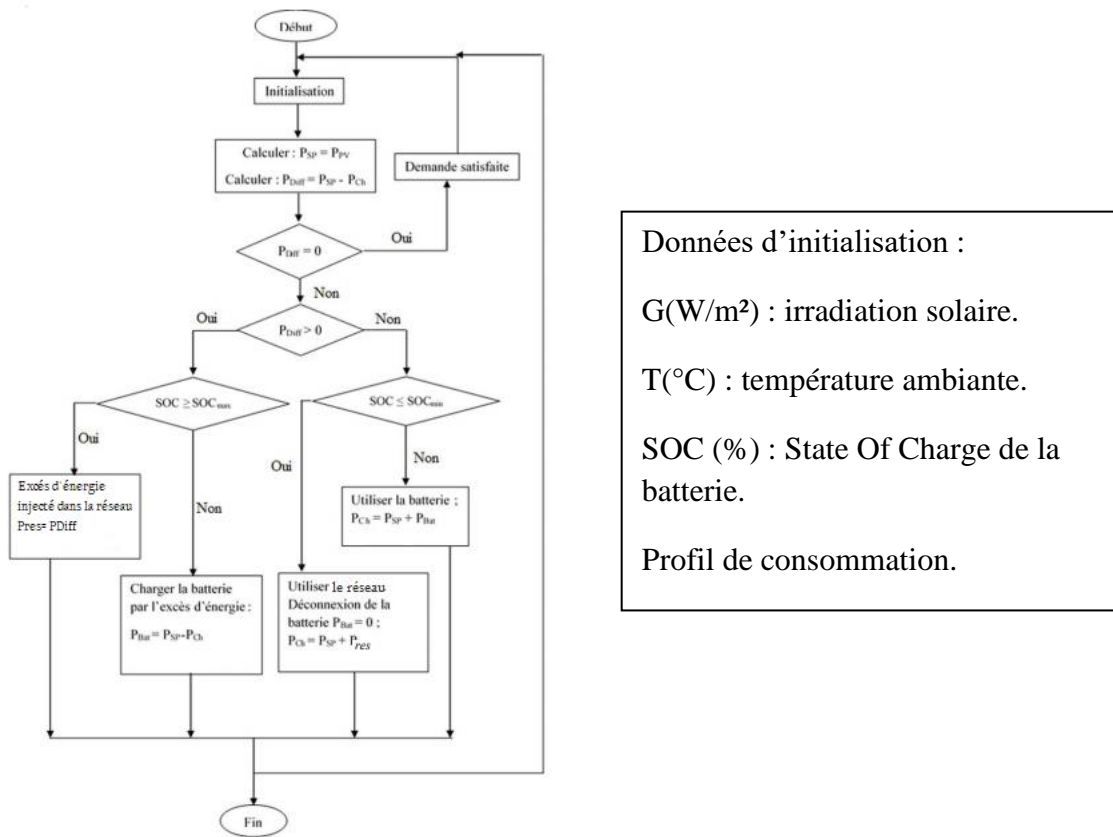 Début
Initialisation
Calculer : P_SP = P_PV
Calculer : P_Diff = P_SP - P_Ch
Demande satisfaite
Oui
P_Diff = 0
Non
Oui
P_Diff > 0
Non
SOC ≥ SOC_max
SOC ≤ SOC_min
Oui
Oui
Non
Non
Excés d'énergie
injecté dans la réseau
Pres= PDiff
Utiliser la batterie ;
P_Ch = P_SP + P_Bat
Charger la batterie
par l'excès d'énergie :
P_Bat = P_SP-P_Ch
Utiliser le réseau
Déconnexion de la
batterie P_Bat = 0 ;
P_Ch = P_SP + P_res
Fin
Données d'initialisation :
G(W/m²) : irradiation solaire.
T(°C) : température ambiante.
SOC (%) : State Of Charge de la
batterie.
Profil de consommation.